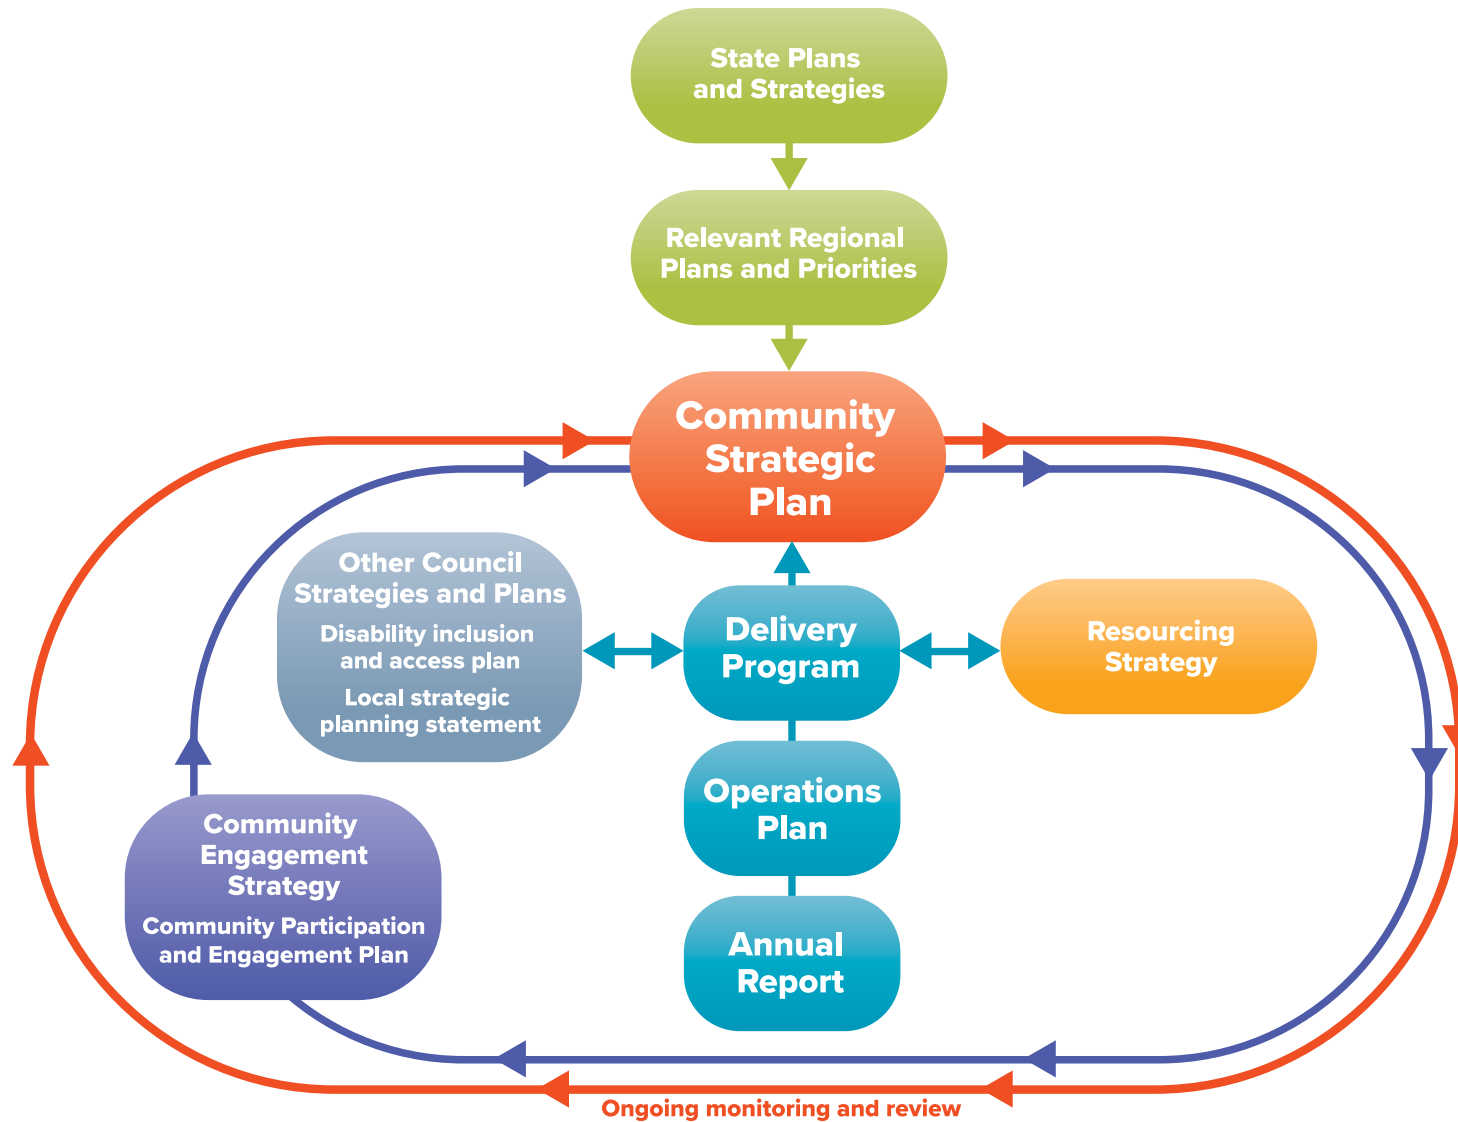 State Plans
and Strategies
Relevant Regional
Plans and Priorities
Community
Strategic
Plan
Other Council
Strategies and Plans
Disability inclusion
and access plan
Local strategic
planning statement
Delivery
Program
Resourcing
Strategy
Operations
Plan
Community
Engagement
Strategy
Community Participation
and Engagement Plan
Annual
Report
Ongoing monitoring and review